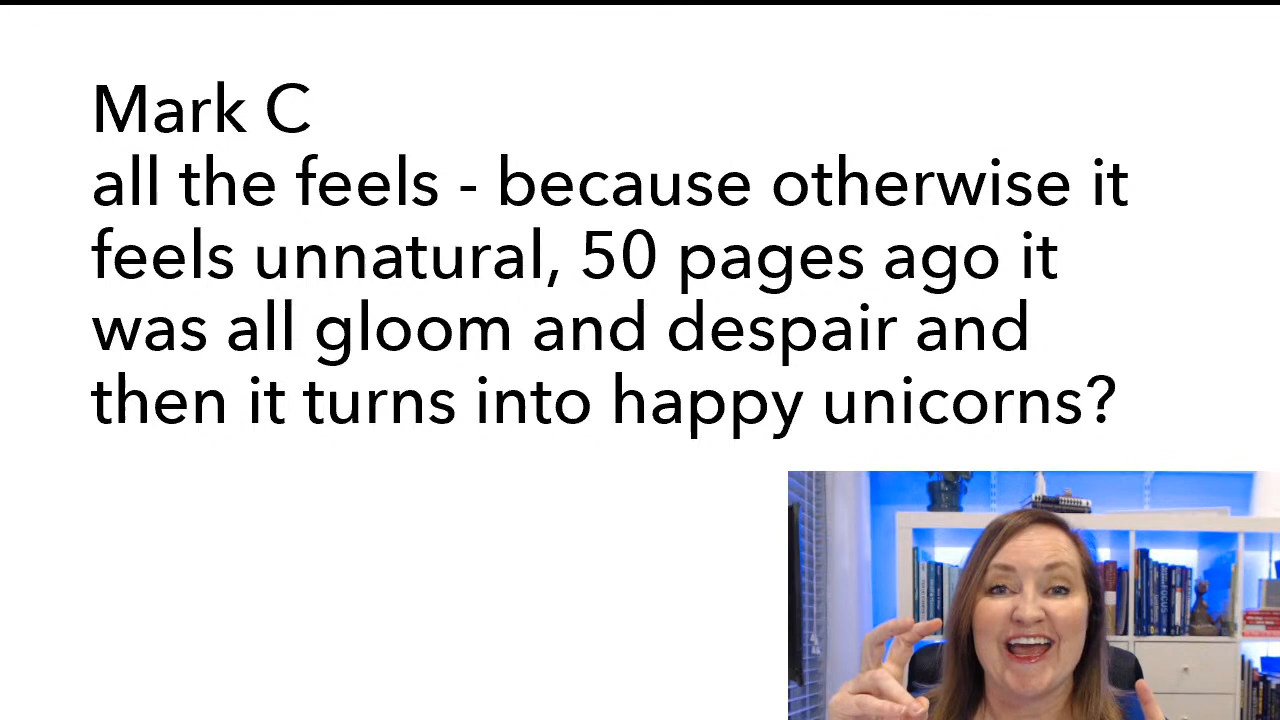 Mark C
all the feels - because otherwise it
feels unnatural, 50 pages ago it
was all gloom and despair and
then it turns into happy unicorns?
FOCUS